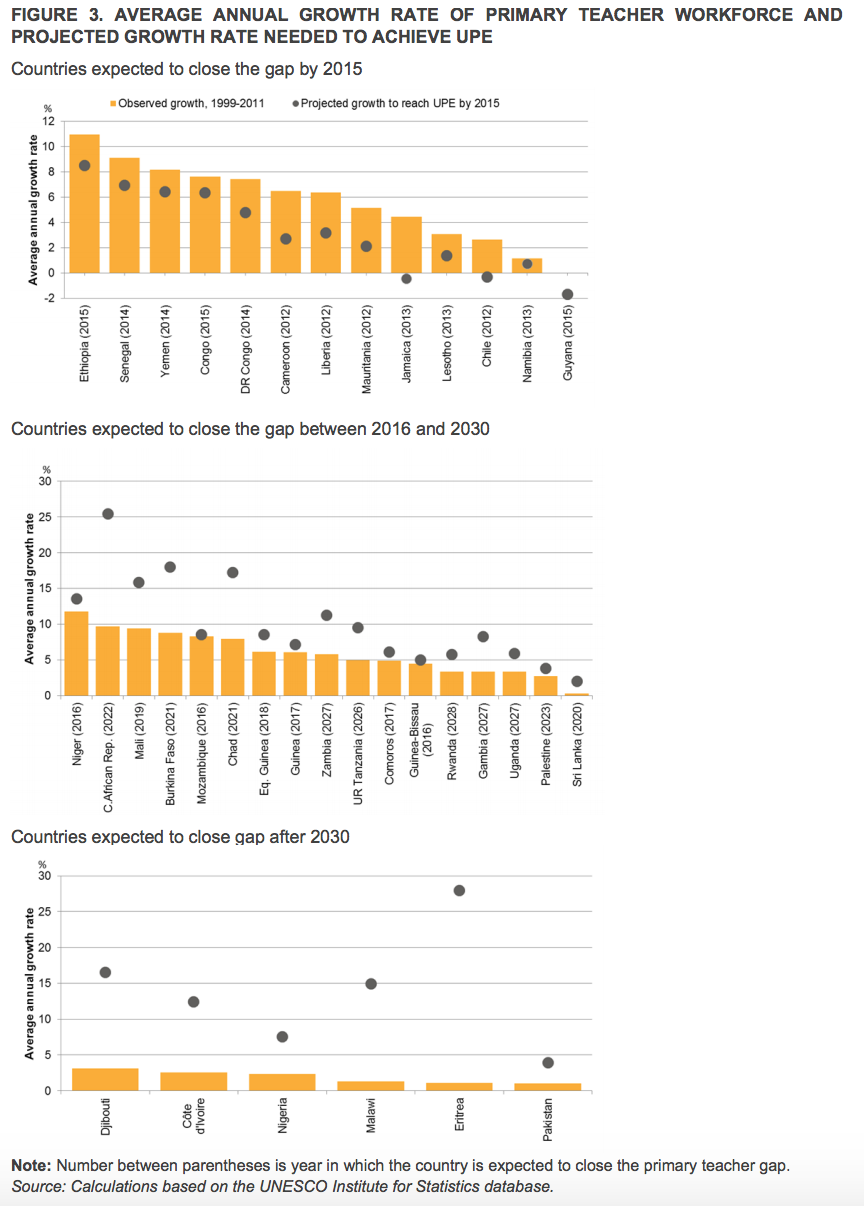 FIGURE 3. AVERAGE ANNUAL GROWTH RATE OF PRIMARY TEACHER WORKFORCE AND
PROJECTED GROWTH RATE NEEDED TO ACHIEVE UPE
Countries expected to close the gap by 2015
%
Observed growth, 1999-2011
Projected growth to reach UPE by 2015
Average annual growth rate
12
10
8
6
4
2
0
-2
Ethiopia (2015)
Senegal (2014)
Yemen (2014)
Congo (2015)
DR Congo (2014)
Cameroon (2012)
Liberia (2012)
Mauritania (2012)
Jamaica (2013)
Lesotho (2013)
Chile (2012)
Namibia (2013)
Guyana (2015)
Countries expected to close the gap between 2016 and 2030
%
Average annual growth rate
30
25
20
15
10
5
0
Niger (2016)
C.African Rep. (2022)
Mali (2019)
Burkina Faso (2021)
Mozambique (2016)
Chad (2021)
Eq. Guinea (2018)
Guinea (2017)
Zambia (2027)
UR Tanzania (2026)
Comoros (2017)
Guinea-Bissau
(2016)
Rwanda (2028)
Gambia (2027)
Uganda (2027)
Palestine (2023)
Sri Lanka (2020)
Countries expected to close gap after 2030
%
Average annual growth rate
30
25
20
15
10
5
0
Djibouti
Côte
d'Ivoire
Nigeria
Malawi
Eritrea
Pakistan
Note: Number between parentheses is year in which the country is expected to close the primary teacher gap.
Source: Calculations based on the UNESCO Institute for Statistics database.